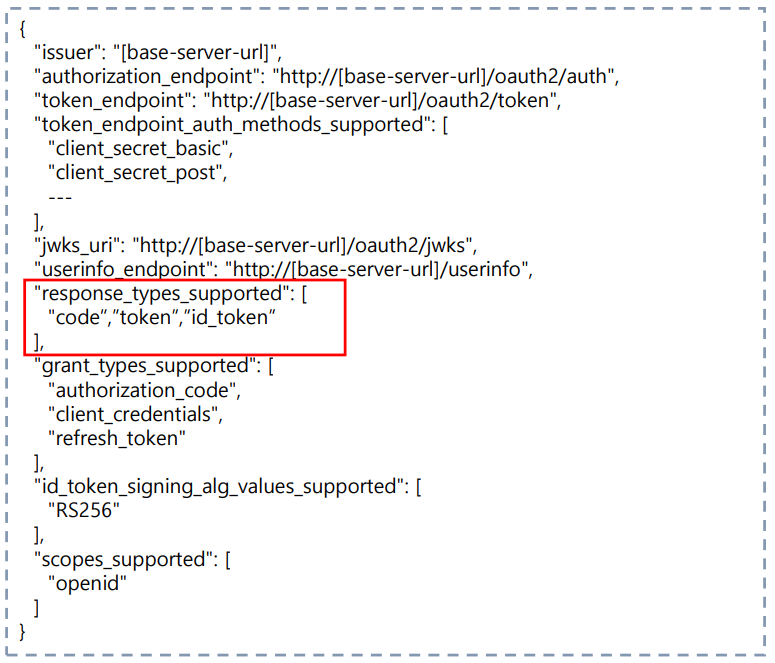 {
"issuer": "[base-server-url]",
"authorization_endpoint": "http://[base-server-url]/oauth2/auth",
"token_endpoint": "http://[base-server-url]/oauth2/token",
"token_endpoint_auth_methods_supported": [
"client_secret_basic",
"client_secret_post",
---
],
"jwks_uri": "http://[base-server-url]/oauth2/jwks",
"userinfo_endpoint": "http://[base-server-url]/userinfo",
"response_types_supported": [
"code“,”token”,”id_token“
],
"grant_types_supported": [
"authorization_code",
"client_credentials",
"refresh_token"
],
"id_token_signing_alg_values_supported": [
"RS256"
],
"scopes_supported": [
"openid"
]
}